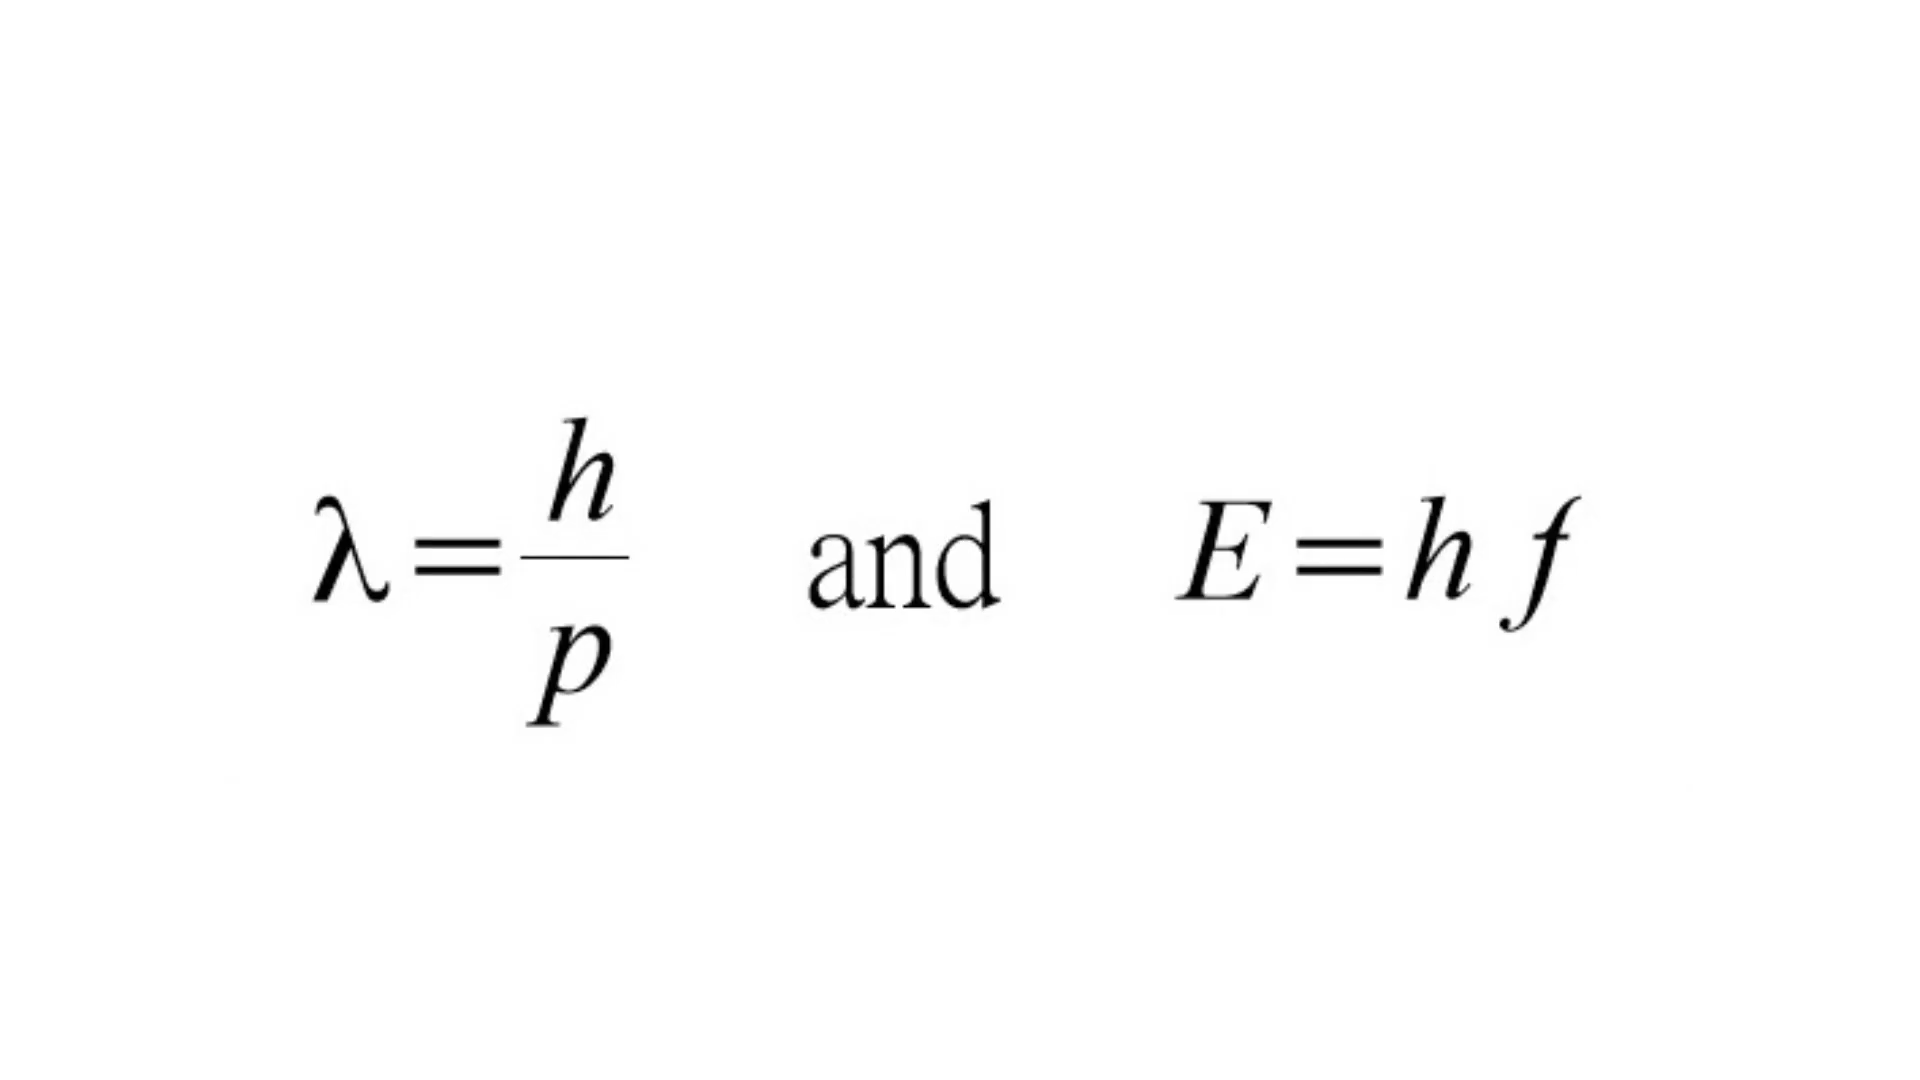 λ = h/p and E = h f